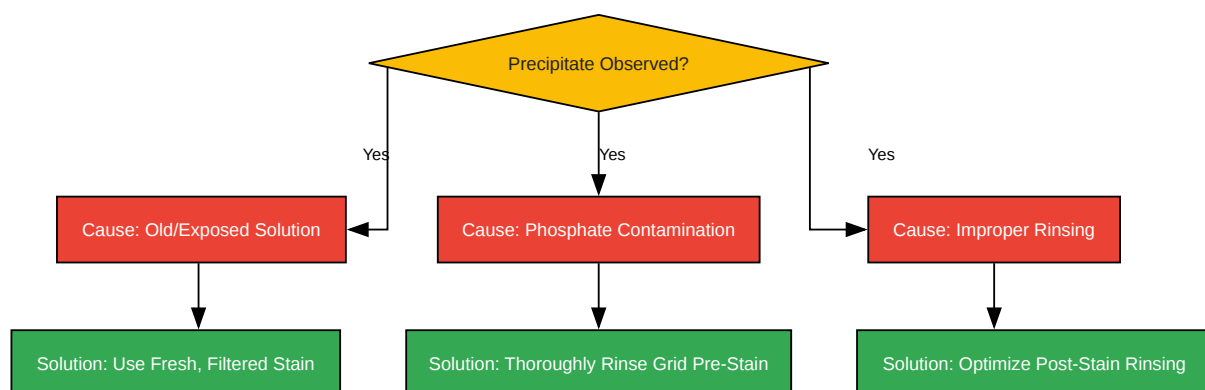 Precipitate Observed?
Yes
Yes
Yes
Cause: Old/Exposed Solution
Cause: Phosphate Contamination
Cause: Improper Rinsing
Solution: Use Fresh, Filtered Stain
Solution: Thoroughly Rinse Grid Pre-Stain
Solution: Optimize Post-Stain Rinsing